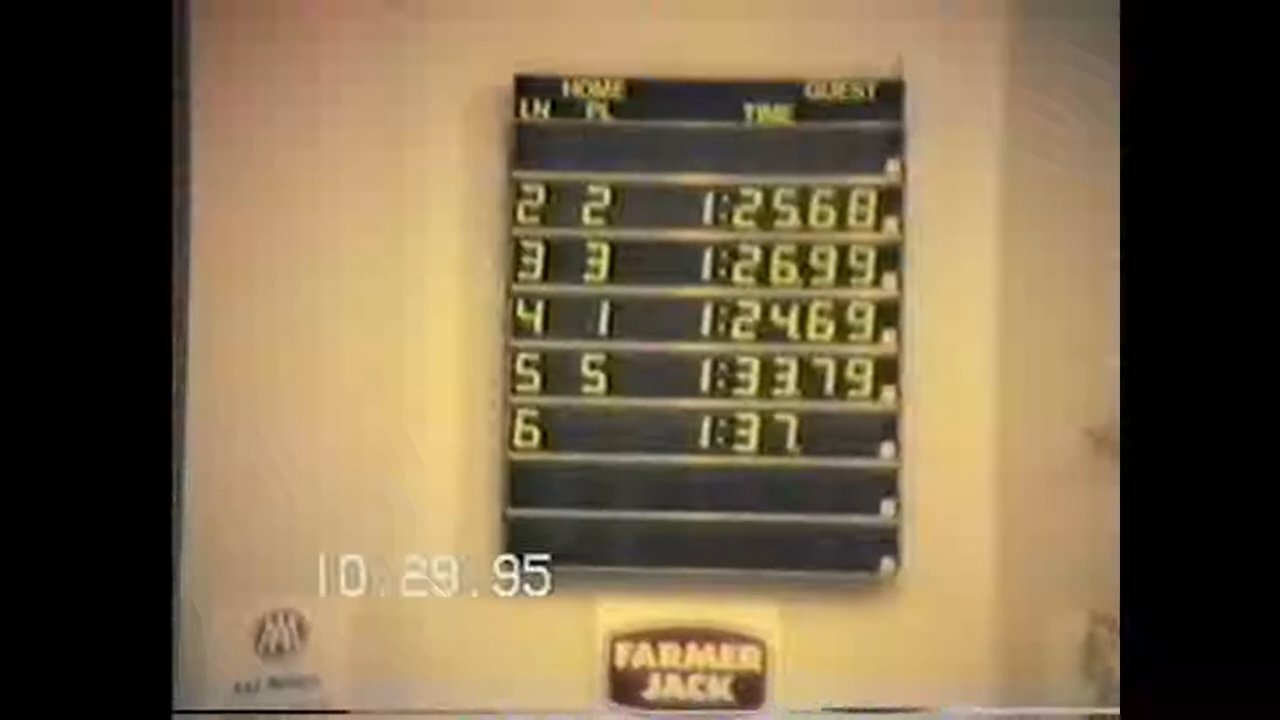 HOME GUEST
LN PL TIME
2 2 1:25.68
3 3 1:26.99
4 1 1:24.69
5 5 1:33.79
6 1:37.
10.29.95
FARMER
JACK